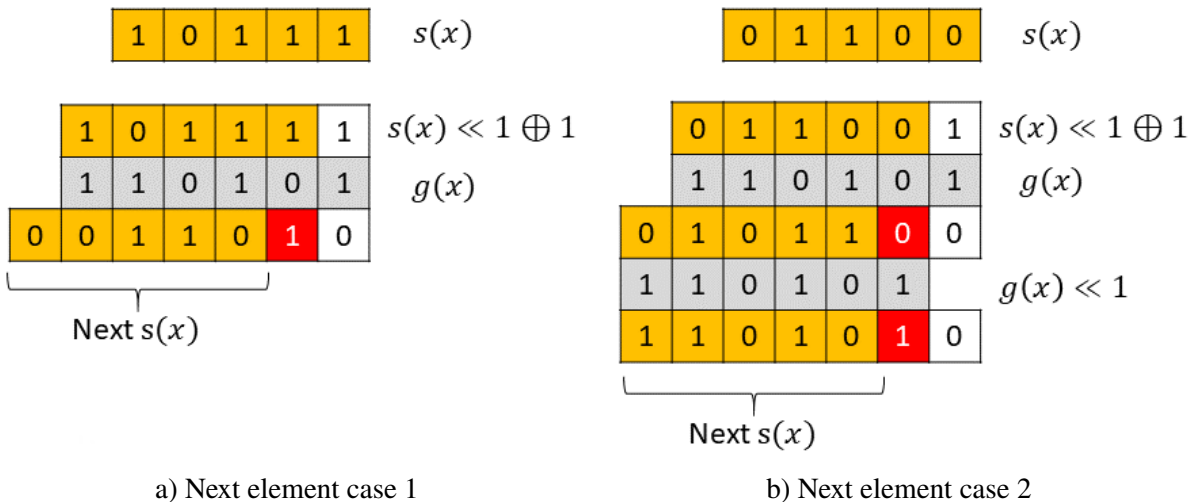 1 0 1 1 1 s(x)
1 0 1 1 1 1 s(x) ≪ 1 ⊕ 1
1 1 0 1 0 1 g(x)
0 0 1 1 0 1 0
Next s(x)
a) Next element case 1
0 1 1 0 0 s(x)
0 1 1 0 0 1 s(x) ≪ 1 ⊕ 1
1 1 0 1 0 1 g(x)
0 1 0 1 1 0 0
1 1 0 1 0 1 g(x) ≪ 1
1 1 0 1 0 1 0
Next s(x)
b) Next element case 2